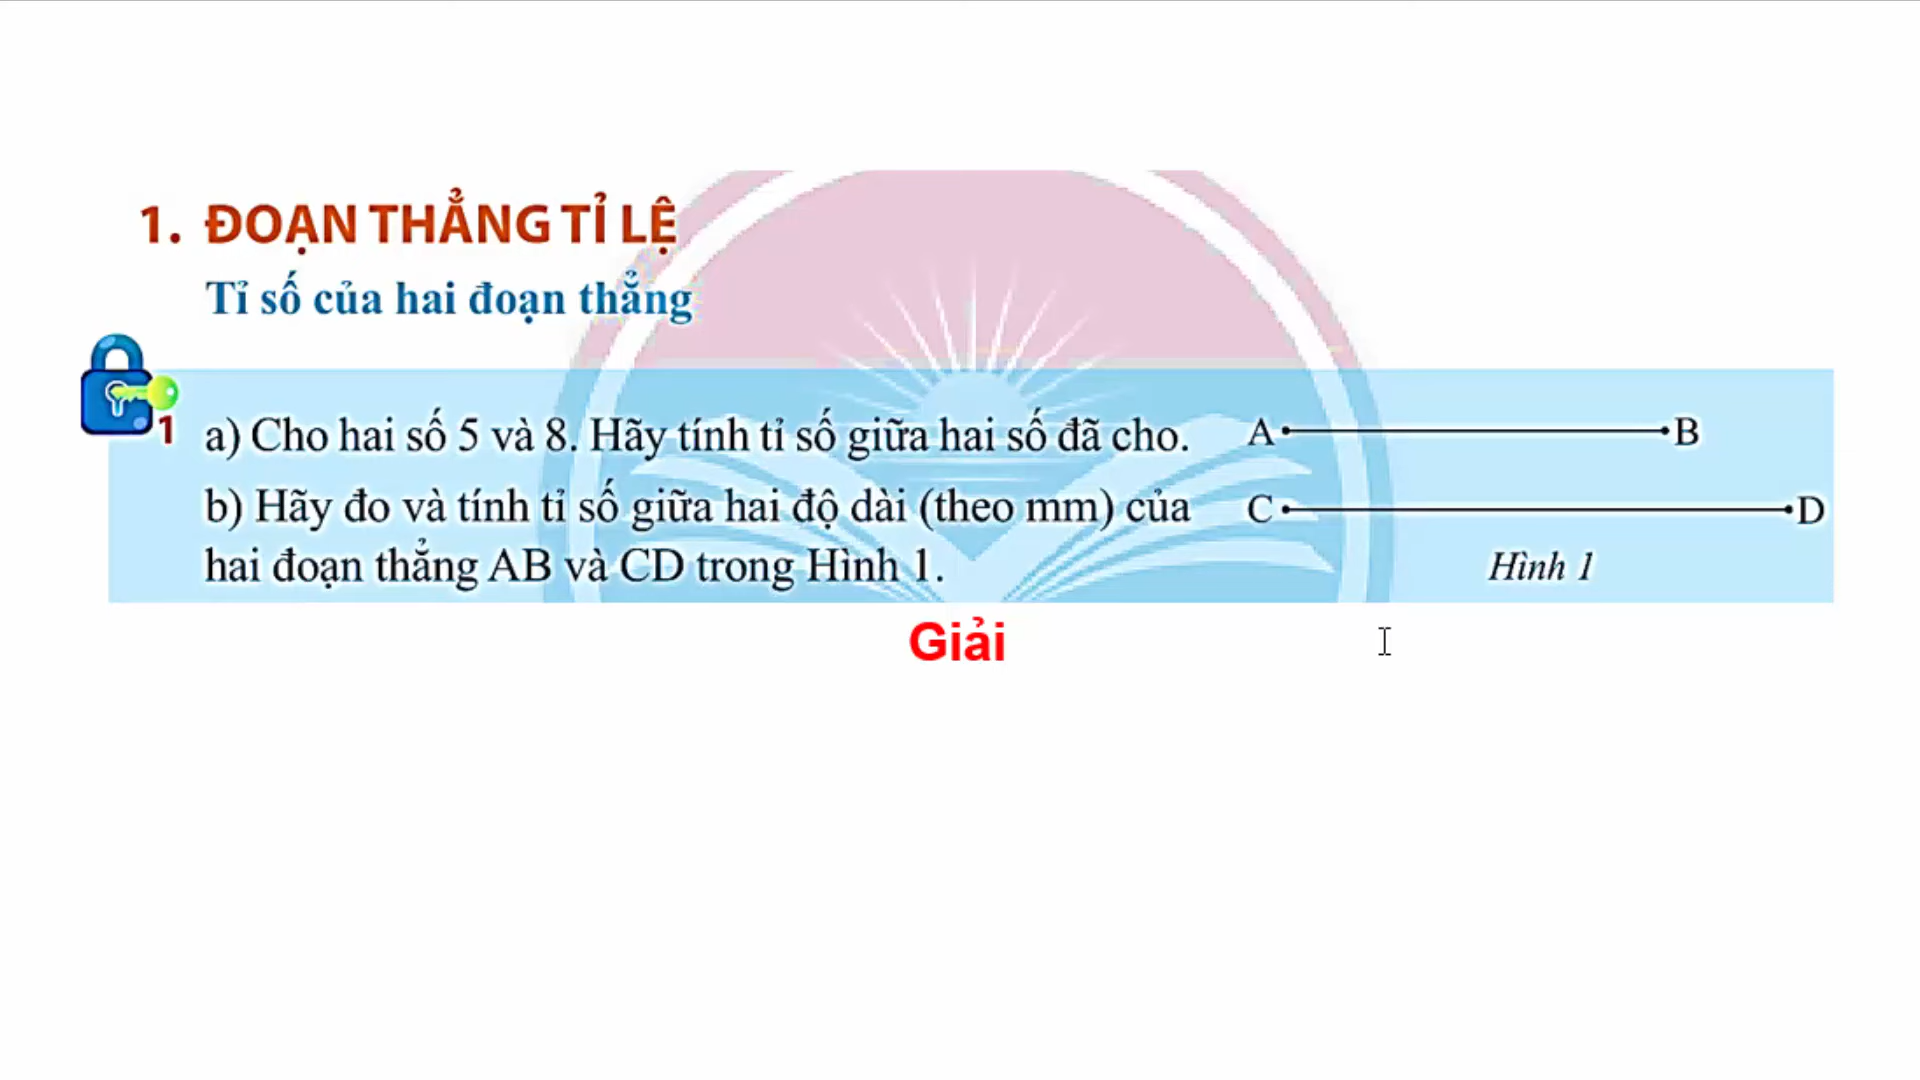 1. ĐOẠN THẲNG TỈ LỆ
Tỉ số của hai đoạn thẳng
1 a) Cho hai số 5 và 8. Hãy tính tỉ số giữa hai số đã cho.
b) Hãy đo và tính tỉ số giữa hai độ dài (theo mm) của
hai đoạn thẳng AB và CD trong Hình 1.
A B
C D
Hình 1
Giải